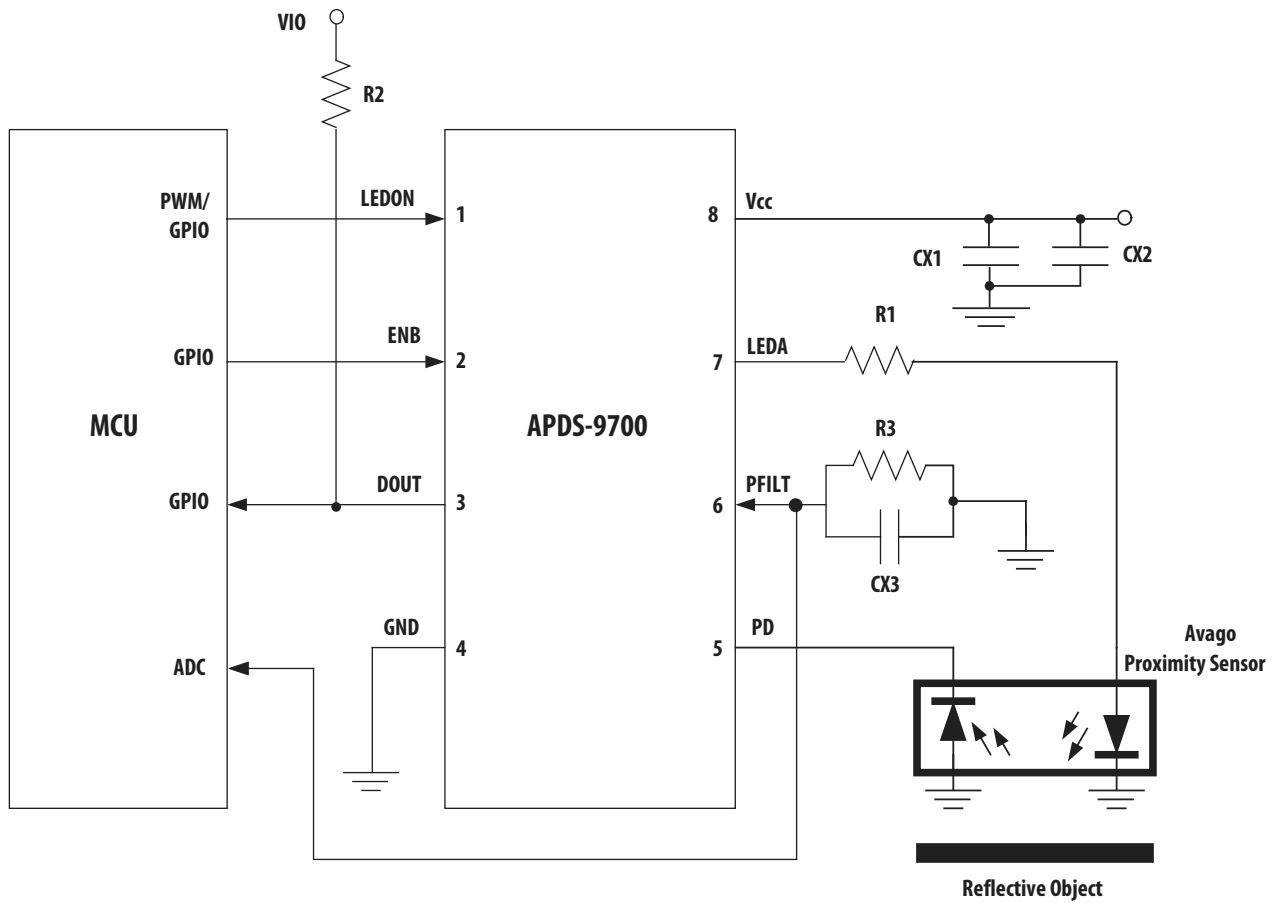 VIO
R2
MCU
PWM/
GPIO
LEDON
1
GPIO
ENB
2
GPIO
DOUT
3
GND
4
ADC
APDS-9700
8
Vcc
CX1
CX2
7
LEDA
R1
6
PFILT
R3
CX3
5
PD
Avago
Proximity Sensor
Reflective Object